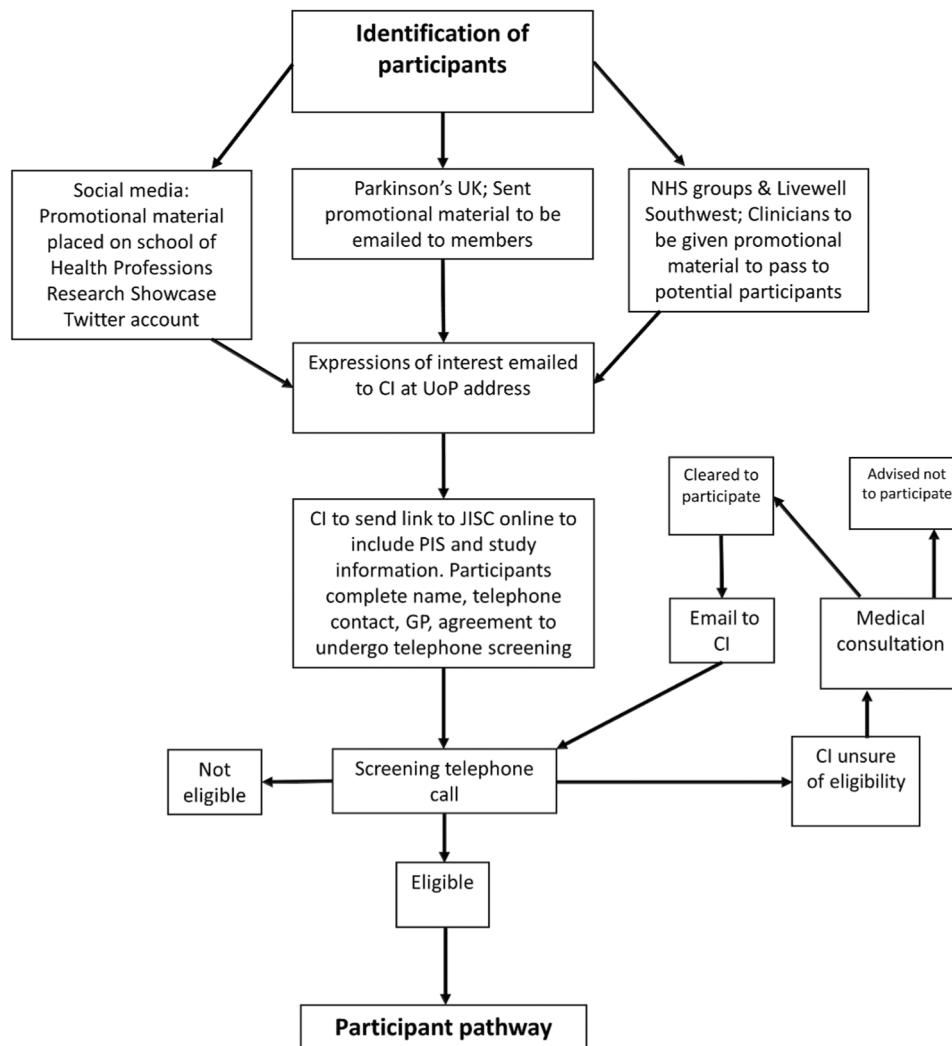 Identification of
participants
Social media:
Promotional material
placed on school of
Health Professions
Research Showcase
Twitter account
Parkinson's UK; Sent
promotional material to be
emailed to members
NHS groups & Livewell
Southwest; Clinicians to
be given promotional
material to pass to
potential participants
Expressions of interest emailed
to CI at UoP address
CI to send link to JISC online to
include PIS and study
information. Participants
complete name, telephone
contact, GP, agreement to
undergo telephone screening
Cleared to
participate
Advised not
to participate
Email to
CI
Medical
consultation
Not
eligible
Screening telephone
call
CI unsure
of eligibility
Eligible
Participant pathway